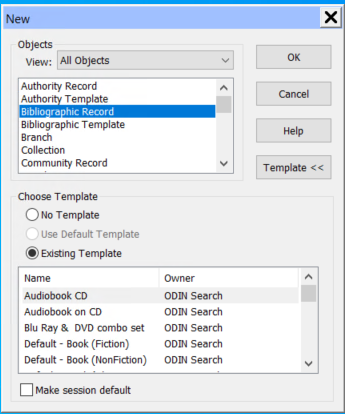 New
Objects
View: All Objects
OK
Authority Record
Authority Template
Bibliographic Record
Bibliographic Template
Branch
Collection
Community Record
Cancel
Help
Template <<
Choose Template
No Template
Use Default Template
Existing Template
Name Owner
Audiobook CD ODIN Search
Audiobook on CD ODIN Search
Blu Ray & DVD combo set ODIN Search
Default - Book (Fiction) ODIN Search
Default - Book (NonFiction) ODIN Search
Make session default